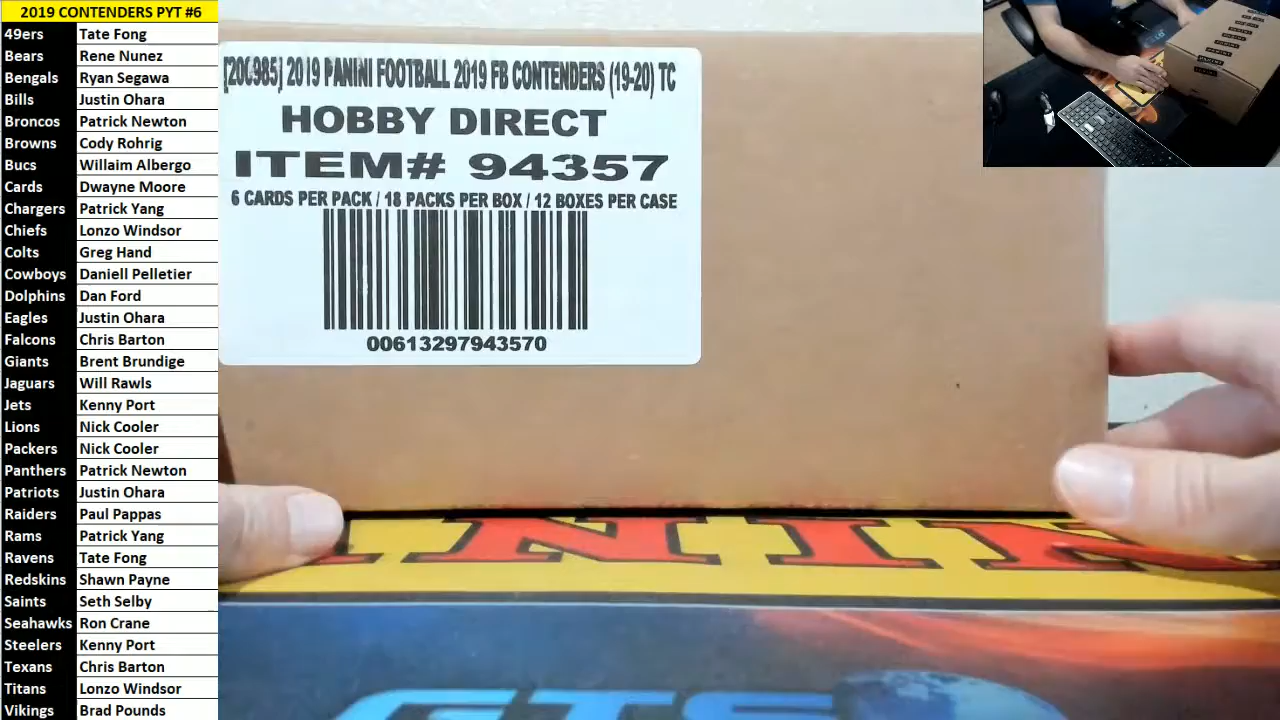 2019 CONTENDERS PYT #6
49ers Tate Fong
Bears Rene Nunez
Bengals Ryan Segawa
Bills Justin Ohara
Broncos Patrick Newton
Browns Cody Rohrig
Bucs Willaim Albergo
Cards Dwayne Moore
Chargers Patrick Yang
Chiefs Lonzo Windsor
Colts Greg Hand
Cowboys Daniell Pelletier
Dolphins Dan Ford
Eagles Justin Ohara
Falcons Chris Barton
Giants Brent Brundige
Jaguars Will Rawls
Jets Kenny Port
Lions Nick Cooler
Packers Nick Cooler
Panthers Patrick Newton
Patriots Justin Ohara
Raiders Paul Pappas
Rams Patrick Yang
Ravens Tate Fong
Redskins Shawn Payne
Saints Seth Selby
Seahawks Ron Crane
Steelers Kenny Port
Texans Chris Barton
Titans Lonzo Windsor
Vikings Brad Pounds
[200985] 2019 PANINI FOOTBALL 2019 FB CONTENDERS (19-20) TC
HOBBY DIRECT
ITEM# 94357
6 CARDS PER PACK / 18 PACKS PER BOX / 12 BOXES PER CASE
00613297943570
GTS